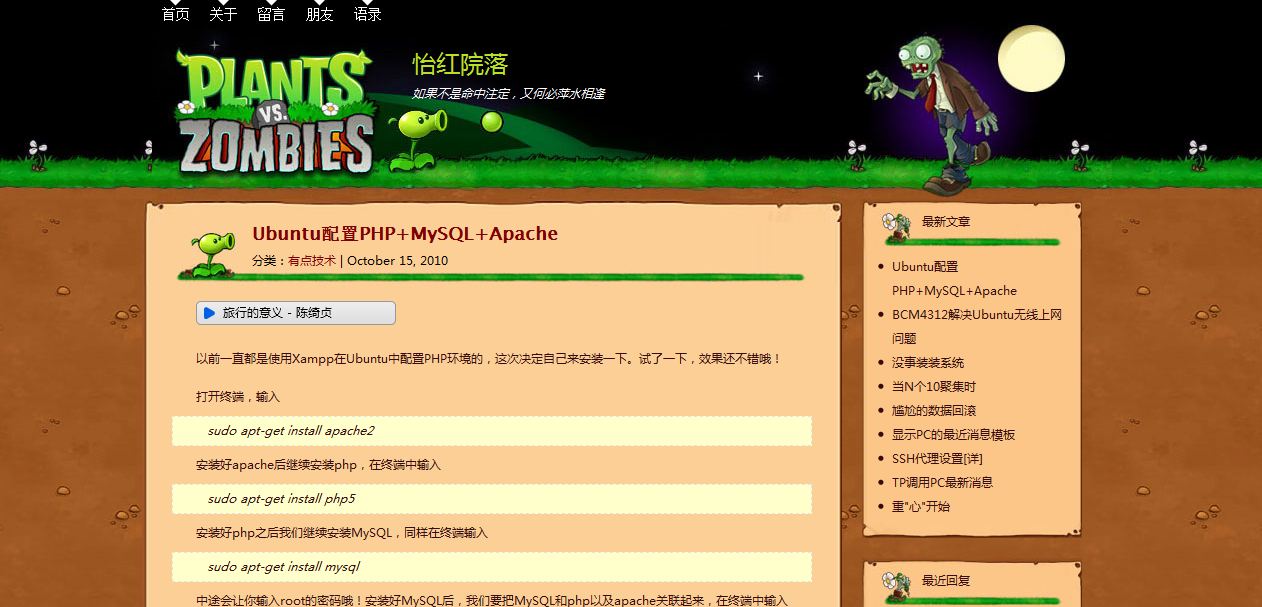 首页 关于 留言 朋友 语录
PLANTS
VS.
ZOMBIES
怡红院落
如果不是命中注定，又何必萍水相逢
Ubuntu配置PHP+MySQL+Apache
分类：有点技术 | October 15, 2010
旅行的意义 - 陈绮贞
以前一直都是使用Xampp在Ubuntu中配置PHP环境的，这次决定自己来安装一下。试了一下，效果还不错哦！
打开终端，输入
sudo apt-get install apache2
安装好apache后继续安装php，在终端中输入
sudo apt-get install php5
安装好php之后我们继续安装MySQL，同样在终端输入
sudo apt-get install mysql
中途会让你输入root的密码哦！安装好MySQL后，我们要把MySQL和php以及apache关联起来，在终端中输入
最新文章
Ubuntu配置
PHP+MySQL+Apache
BCM4312解决Ubuntu无线上网
问题
没事装装系统
当N个10聚集时
尴尬的数据回滚
显示PC的最近消息模板
SSH代理设置[详]
TP调用PC最新消息
重"心"开始
最近回复